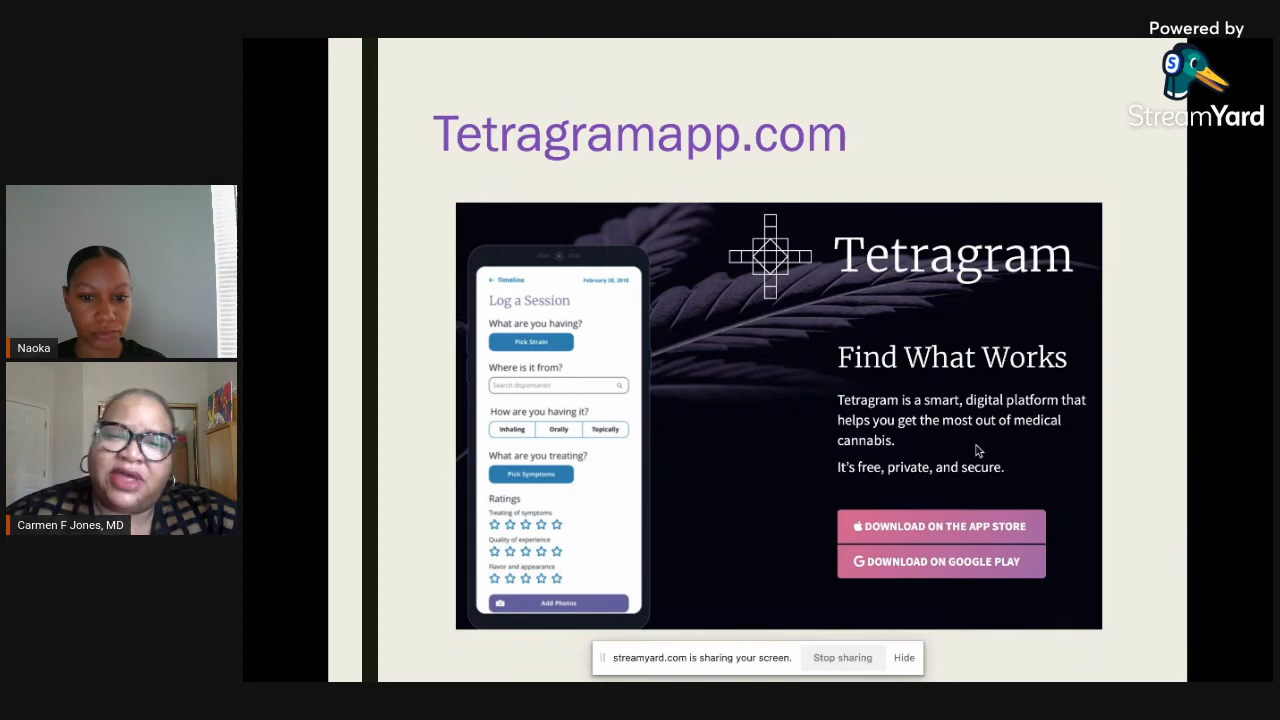 Powered by
S
StreamYard
Tetragramapp.com
Naoka
Carmen F Jones, MD
← Timeline
February 28, 2018
Log a Session
What are you having?
Pick Strain
Where is it from?
Search dispensaries
How are you having it?
Inhaling Orally Topically
What are you treating?
Pick Symptoms
Ratings
Treating of symptoms
Quality of experience
Flavor and appearance
Add Photos
Tetragram
Find What Works
Tetragram is a smart, digital platform that
helps you get the most out of medical
cannabis.
It's free, private, and secure.
DOWNLOAD ON THE APP STORE
G DOWNLOAD ON GOOGLE PLAY
streamyard.com is sharing your screen. Stop sharing Hide